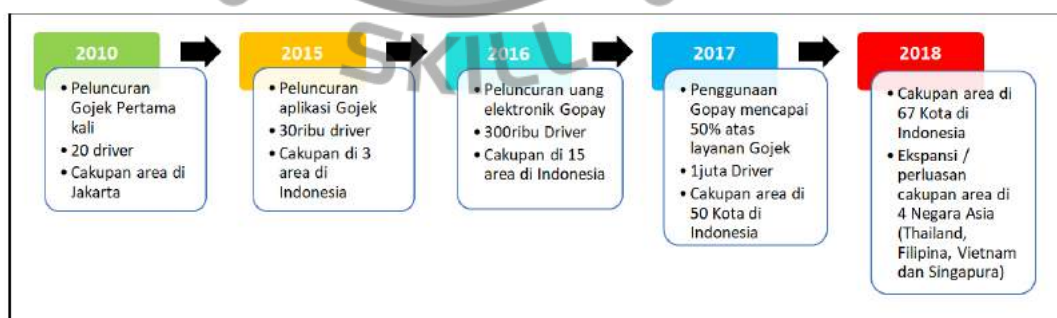 2010
• Peluncuran
Gojek Pertama
kali
• 20 driver
• Cakupan area di
Jakarta
2015
• Peluncuran
aplikasi Gojek
• 30ribu driver
• Cakupan di 3
area di
Indonesia
2016
• Peluncuran uang
elektronik Gopay
• 300ribu Driver
• Cakupan di 15
area di Indonesia
2017
• Penggunaan
Gopay mencapai
50% atas
layanan Gojek
• 1juta Driver
• Cakupan area di
50 Kota di
Indonesia
2018
• Cakupan area di
67 Kota di
Indonesia
• Ekspansi /
perluasan
cakupan area di
4 Negara Asia
(Thailand,
Filipina, Vietnam
dan Singapura)
SKILL